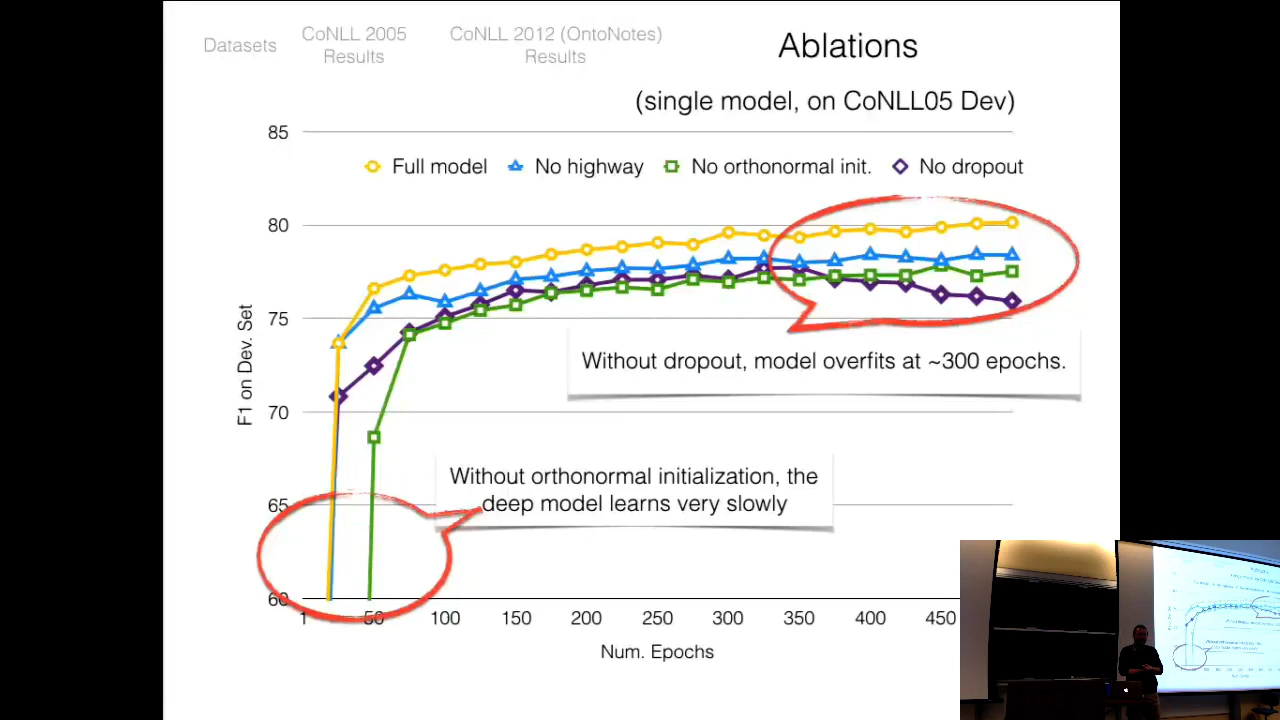 Datasets
CoNLL 2005
Results
CoNLL 2012 (OntoNotes)
Results
Ablations
(single model, on CoNLL05 Dev)
85
Full model
No highway
No orthonormal init.
No dropout
80
75
Without dropout, model overfits at ~300 epochs.
F1 on Dev. Set
70
Without orthonormal initialization, the
deep model learns very slowly
65
60
1 50 100 150 200 250 300 350 400 450
Num. Epochs